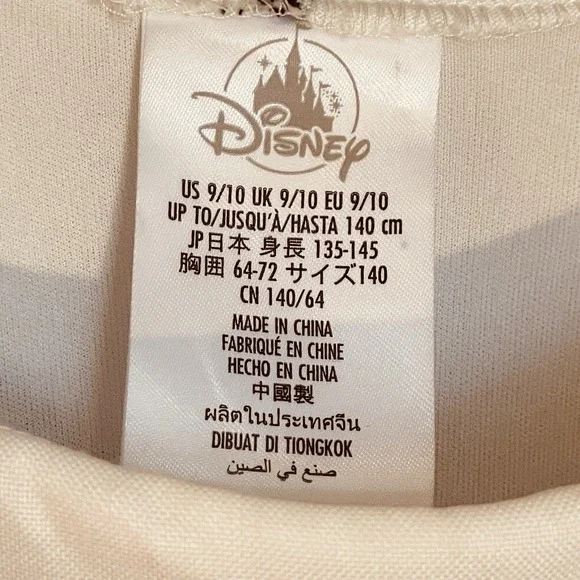 Disney
US 9/10 UK 9/10 EU 9/10
UP TO/JUSQU'À/HASTA 140 cm
JP日本 身長 135-145
胸囲 64-72 サイズ140
CN 140/64
MADE IN CHINA
FABRIQUÉ EN CHINE
HECHO EN CHINA
中國製
ผลิตในประเทศจีน
DIBUAT DI TIONGKOK
صنع في الصين